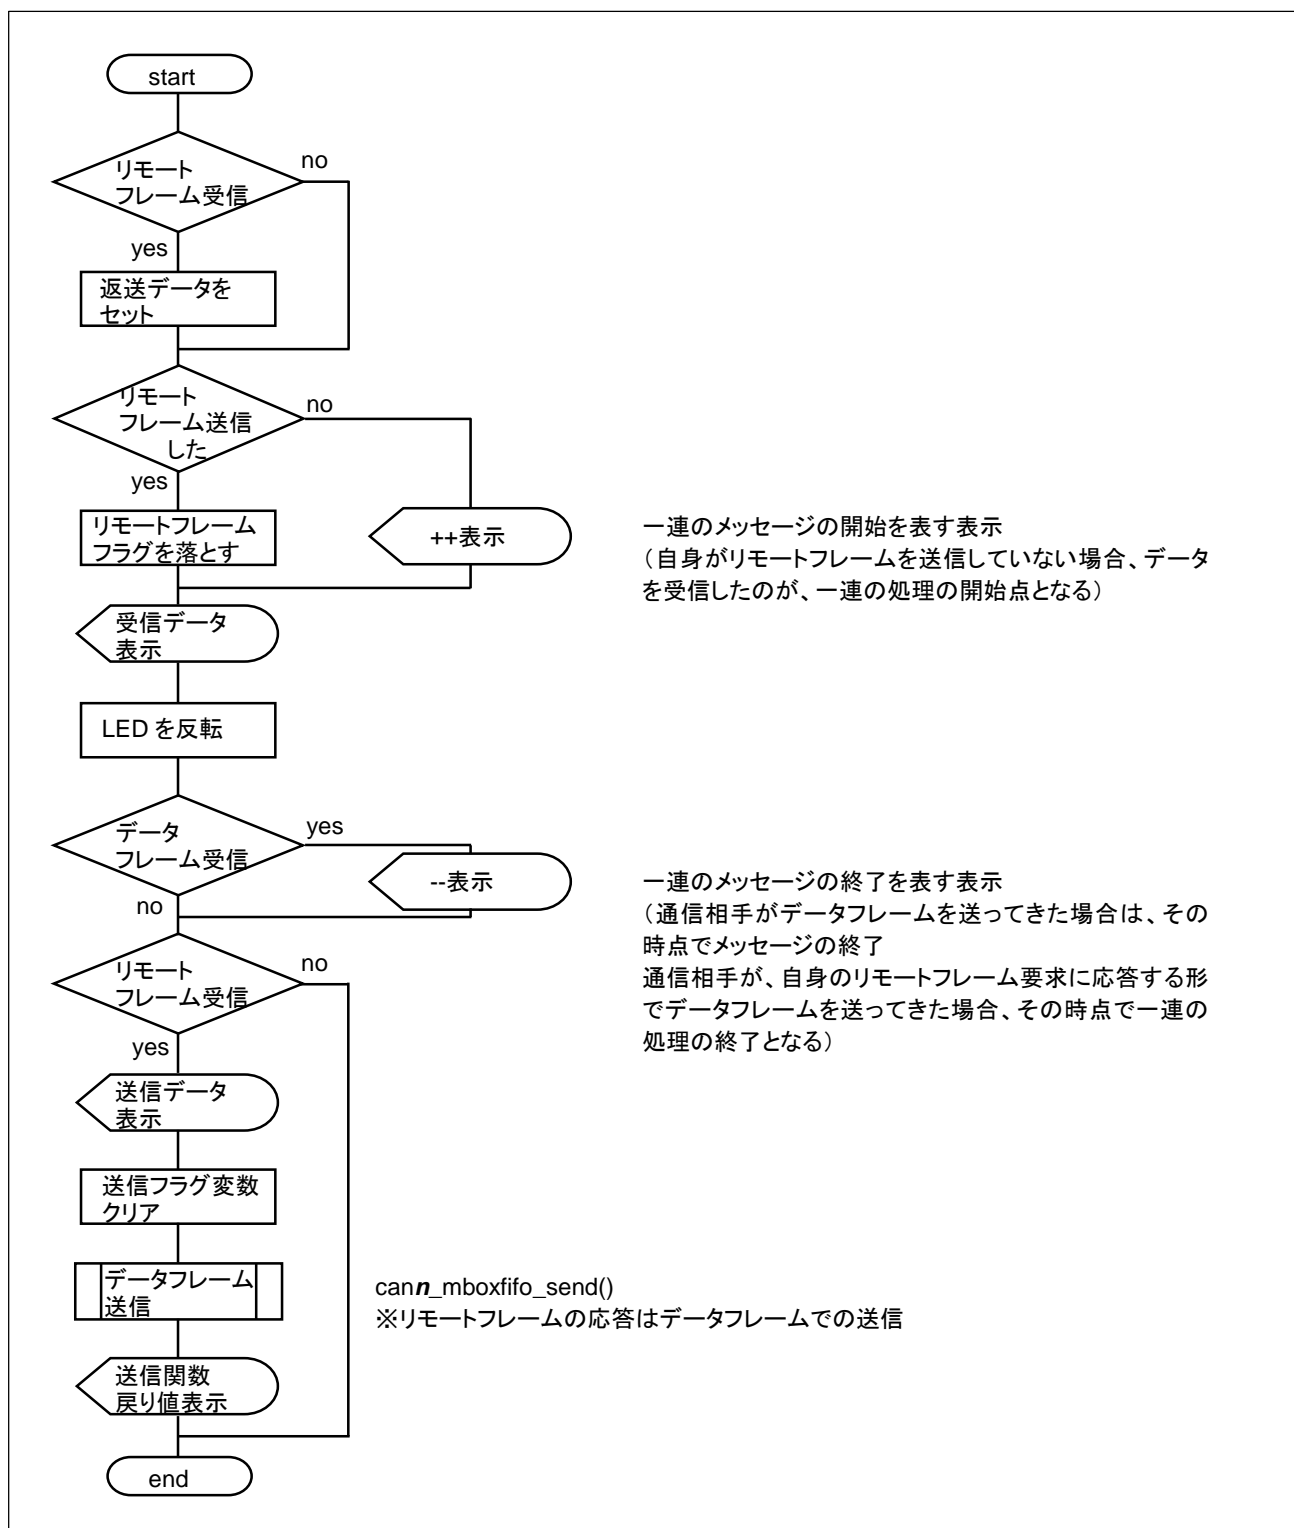 start
リモート
フレーム受信
no
yes
返送データを
セット
リモート
フレーム送信
した
no
yes
リモートフレーム
フラグを落とす
++表示
一連のメッセージの開始を表す表示
（自身がリモートフレームを送信していない場合、データ
を受信したのが、一連の処理の開始点となる）
受信データ
表示
LED を反転
データ
フレーム受信
yes
no
--表示
一連のメッセージの終了を表す表示
（通信相手がデータフレームを送ってきた場合は、その
時点でメッセージの終了
通信相手が、自身のリモートフレーム要求に応答する形
でデータフレームを送ってきた場合、その時点で一連の
処理の終了となる）
リモート
フレーム受信
no
yes
送信データ
表示
送信フラグ変数
クリア
データフレーム
送信
cann_mboxfifo_send()
※リモートフレームの応答はデータフレームでの送信
送信関数
戻り値表示
end